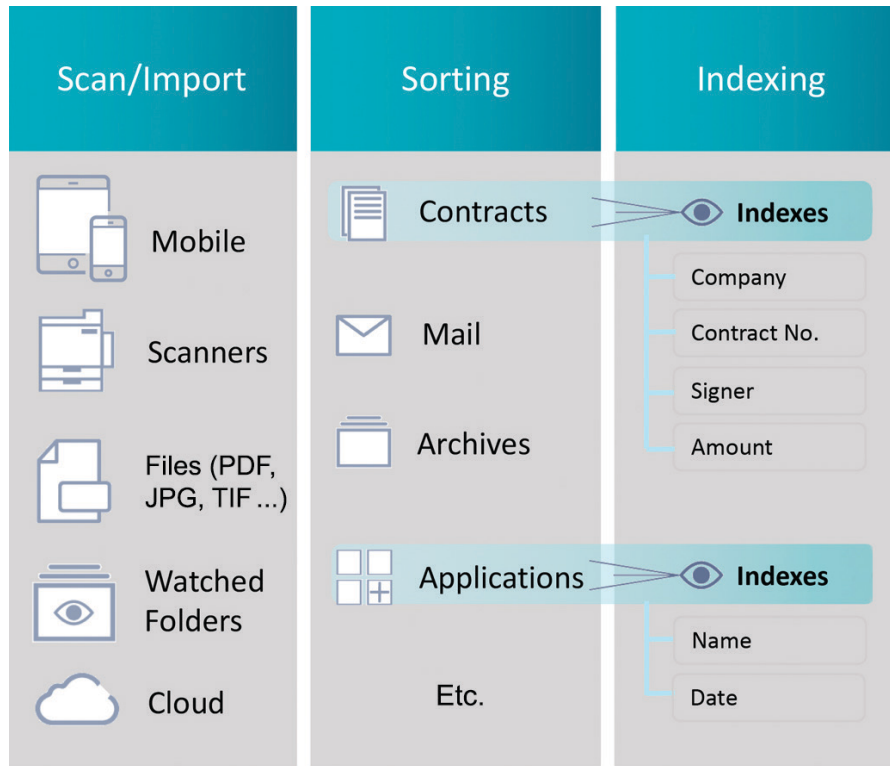 Scan/Import
Mobile
Scanners
Files (PDF,
JPG, TIF ...)
Watched
Folders
Cloud
Sorting
Contracts
Mail
Archives
Applications
Etc.
Indexing
Indexes
Company
Contract No.
Signer
Amount
Indexes
Name
Date